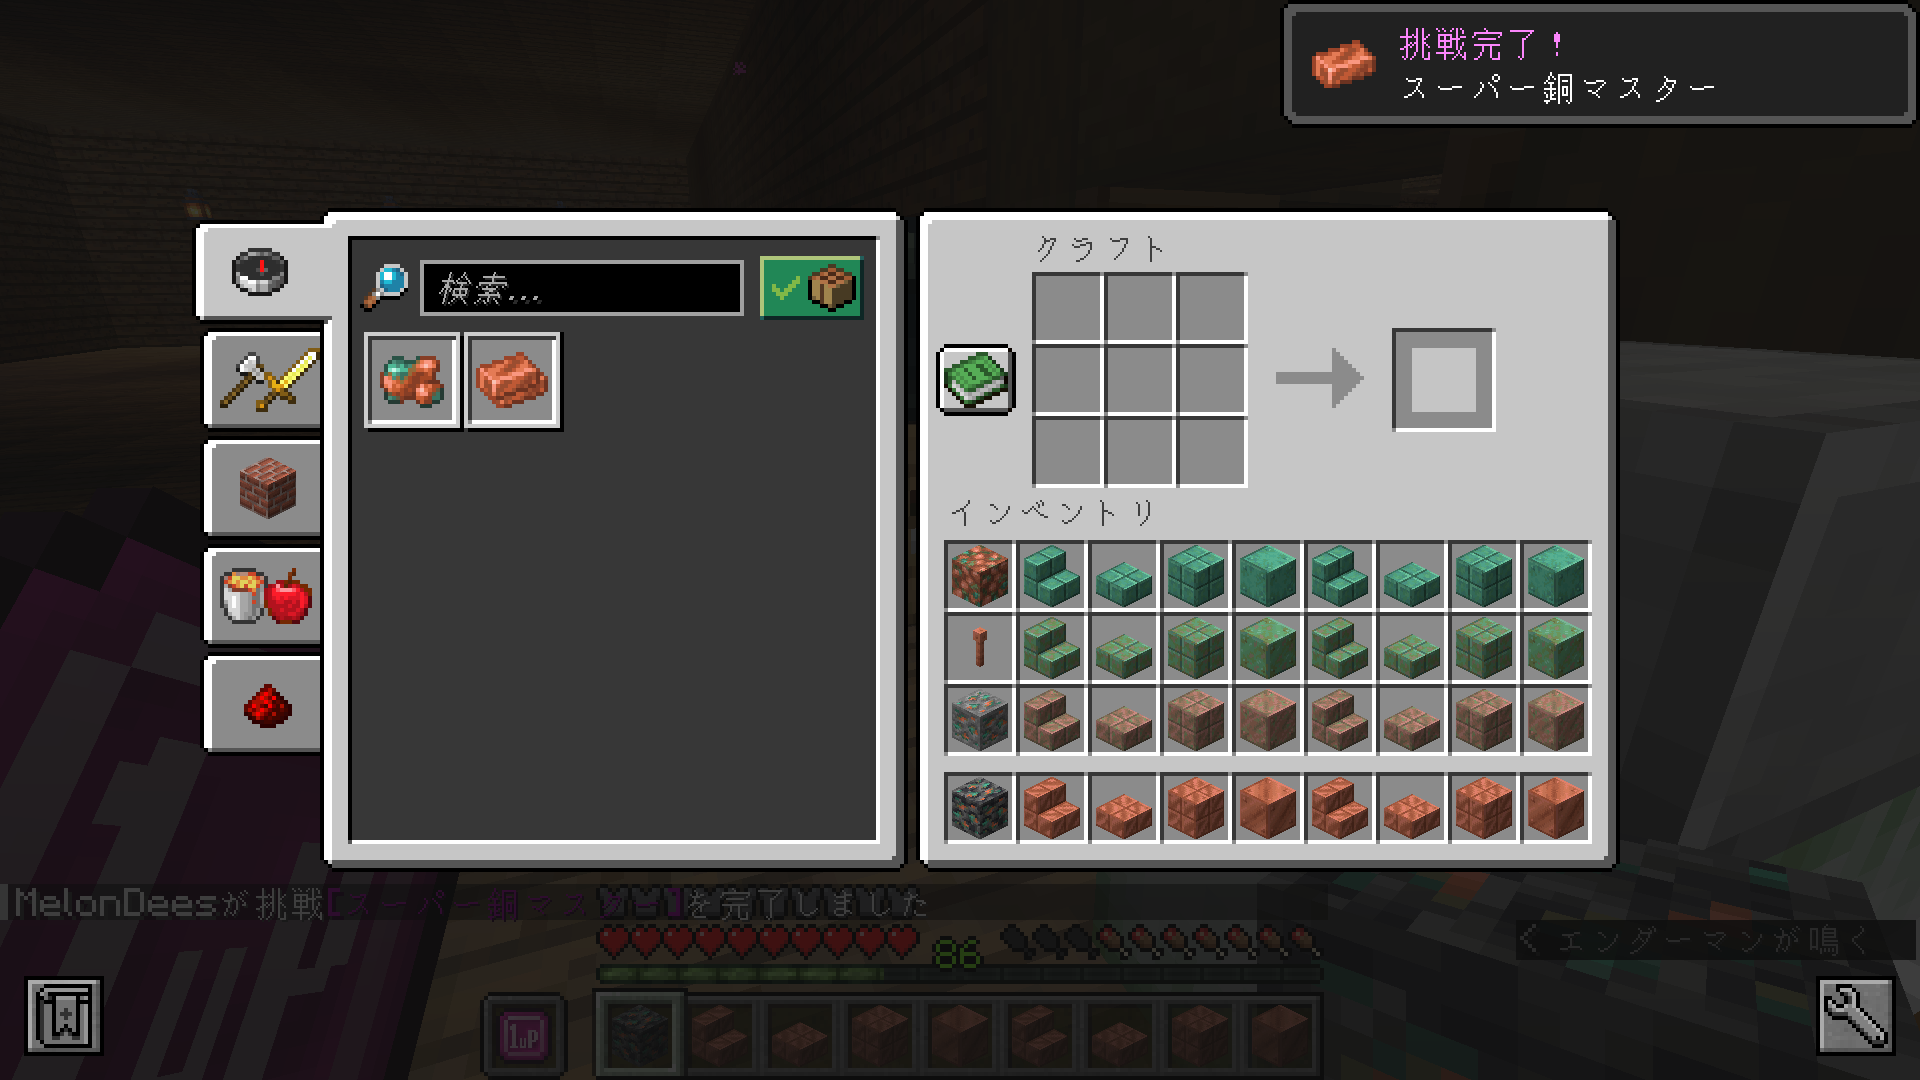 挑戦完了！
スーパー銅マスター
検索...
クラフト
インベントリ
MelonDeesが挑戦[スーパー銅マスター]を完了しました
86
< エンダーマンが鳴く
1uP